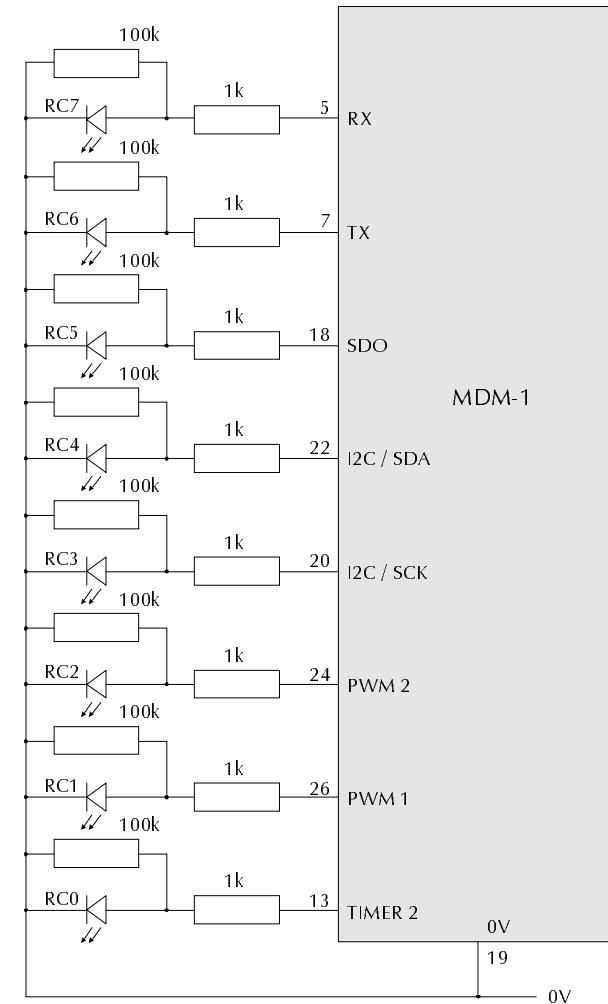 100k
1k
RC7
5
RX
100k
1k
RC6
7
TX
100k
1k
RC5
18
SDO
100k
1k
RC4
22
I2C / SDA
MDM-1
100k
1k
RC3
20
I2C / SCK
100k
1k
RC2
24
PWM 2
100k
1k
RC1
26
PWM 1
100k
1k
RC0
13
TIMER 2
0V
19
0V